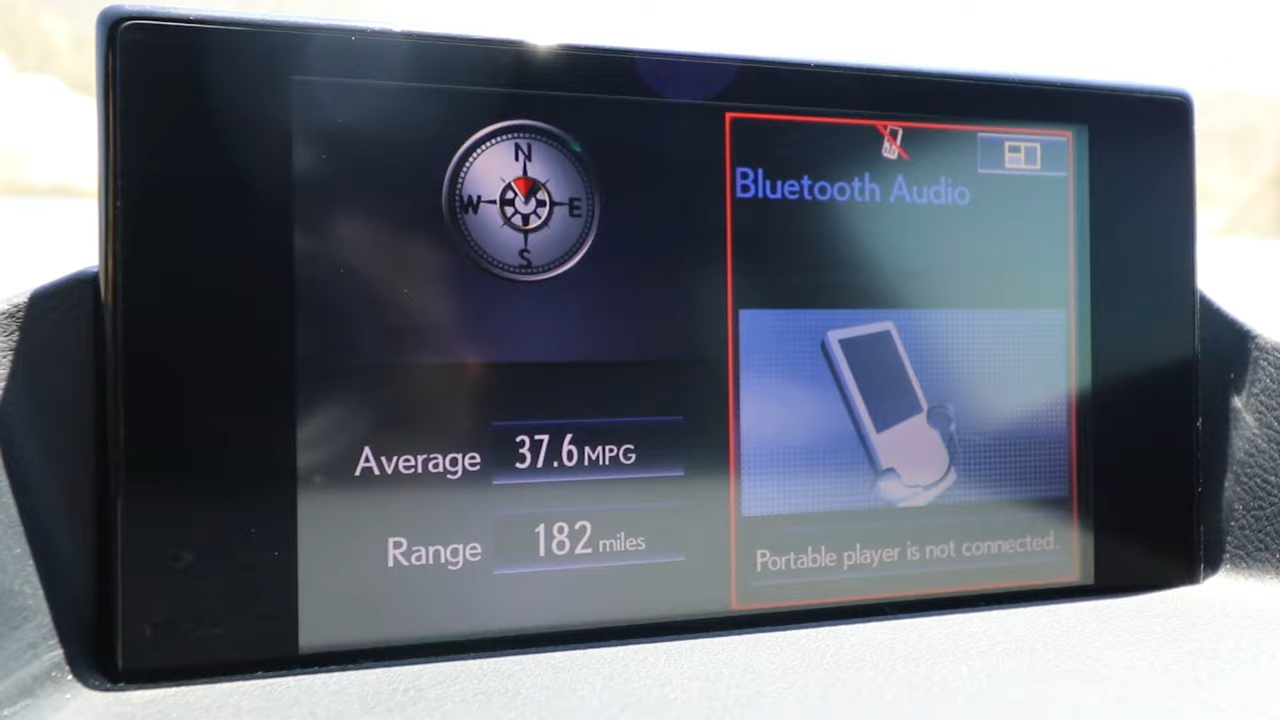 N
W E
S
Average 37.6 MPG
Range 182 miles
Bluetooth Audio
Portable player is not connected.